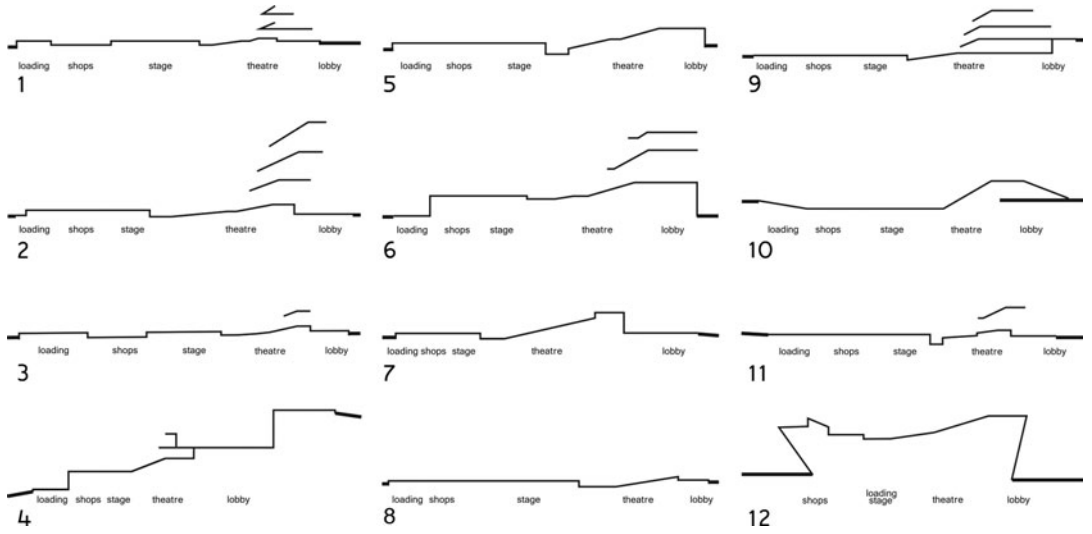 loading shops stage theatre lobby
1
loading shops stage theatre lobby
2
loading shops stage theatre lobby
3
loading shops stage theatre lobby
4
loading shops stage theatre lobby
5
loading shops stage theatre lobby
6
loading shops stage theatre lobby
7
loading shops stage theatre lobby
8
loading shops stage theatre lobby
9
loading shops stage theatre lobby
10
loading shops stage theatre lobby
11
loading
shops stage theatre lobby
12